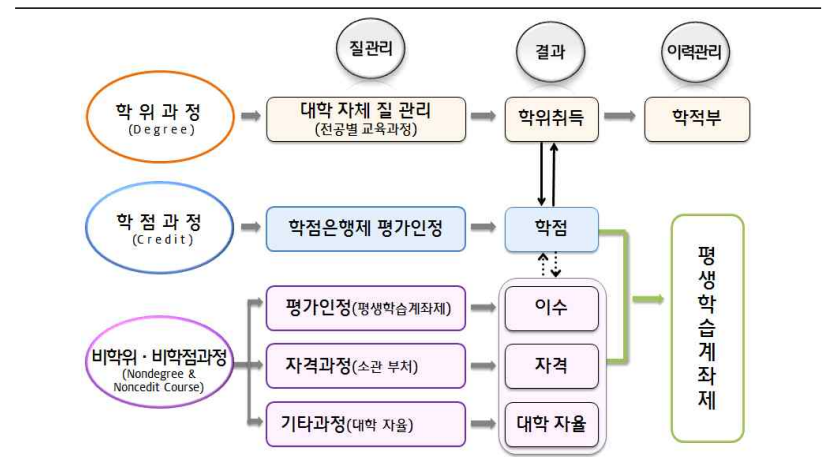 질관리
결과
이력관리
학 위 과 정
(Degree)
대학 자체 질 관리
(전공별 교육과정)
학위취득
학적부
학 점 과 정
(Credit)
학점은행제 평가인정
학점
평생학습계좌제
비학위·비학점과정
(Nondegree &
Noncedit Course)
평가인정(평생학습계좌제)
이수
자격과정(소관 부처)
자격
기타과정(대학 자율)
대학 자율